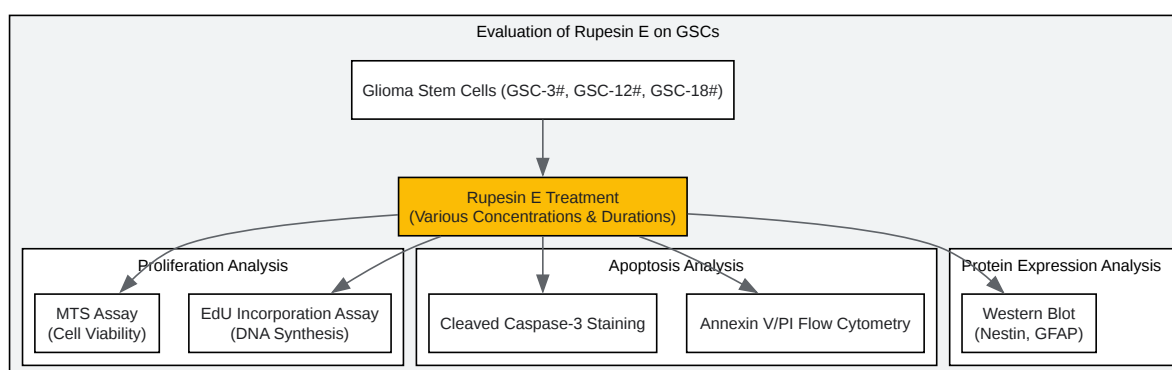 Evaluation of Rupesin E on GSCs
Glioma Stem Cells (GSC-3#, GSC-12#, GSC-18#)
Rupesin E Treatment
(Various Concentrations & Durations)
Proliferation Analysis
MTS Assay
(Cell Viability)
EdU Incorporation Assay
(DNA Synthesis)
Apoptosis Analysis
Cleaved Caspase-3 Staining
Annexin V/PI Flow Cytometry
Protein Expression Analysis
Western Blot
(Nestin, GFAP)